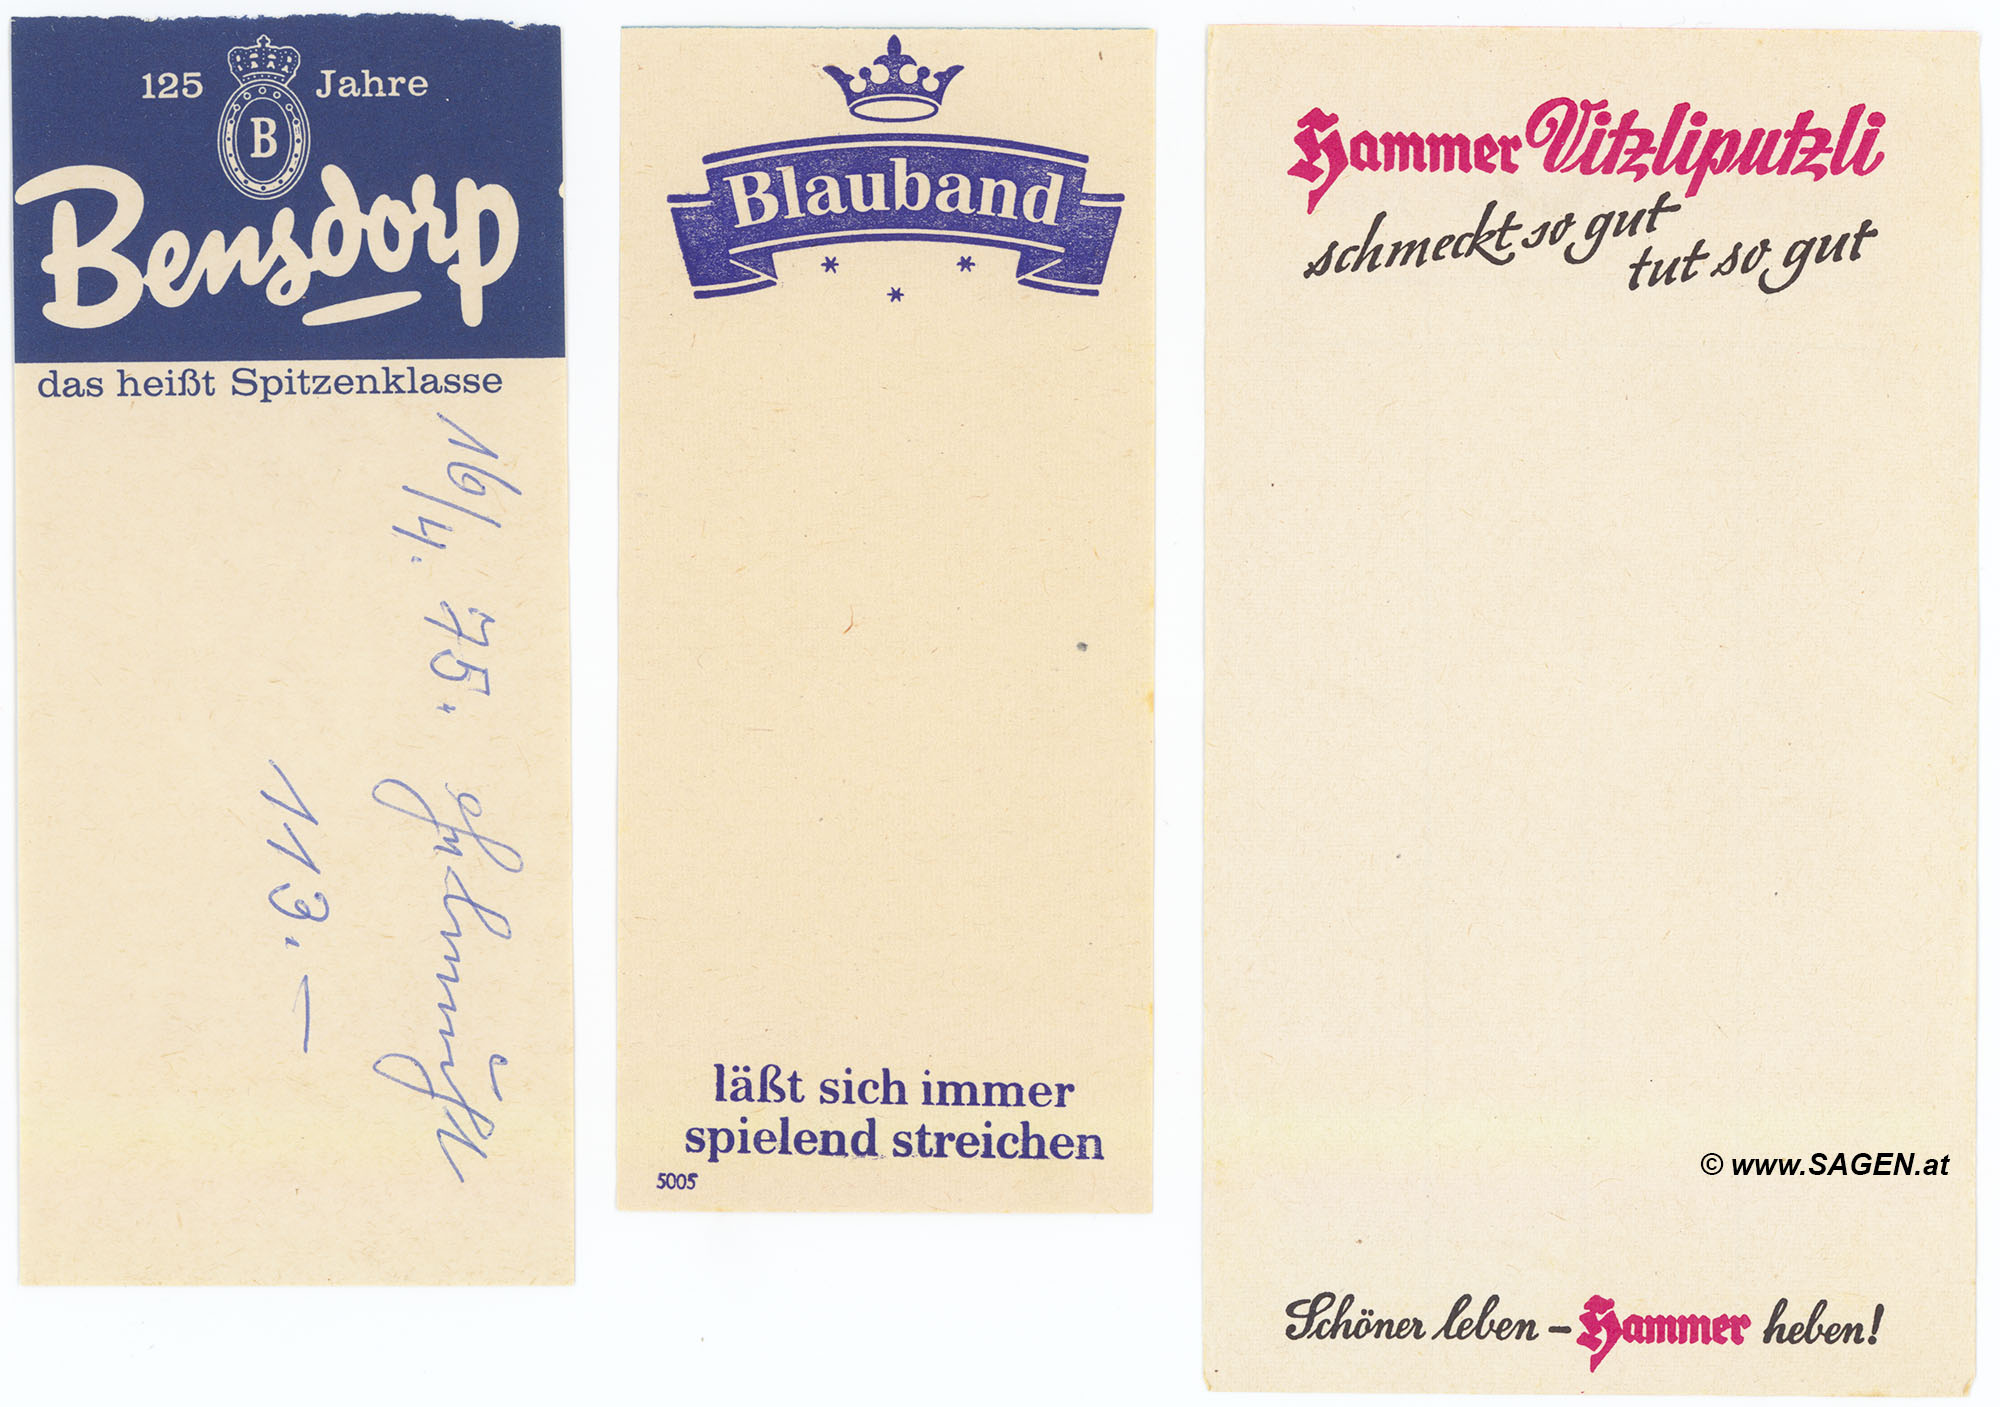 125 Jahre
B
Bensdorp
das heißt Spitzenklasse
16/4. 75.
113.–
Blauband
läßt sich immer
spielend streichen
5005
Hammer Vitzliputzli
schmeckt so gut
tut so gut
© www.SAGEN.at
Schöner leben – Hammer heben!